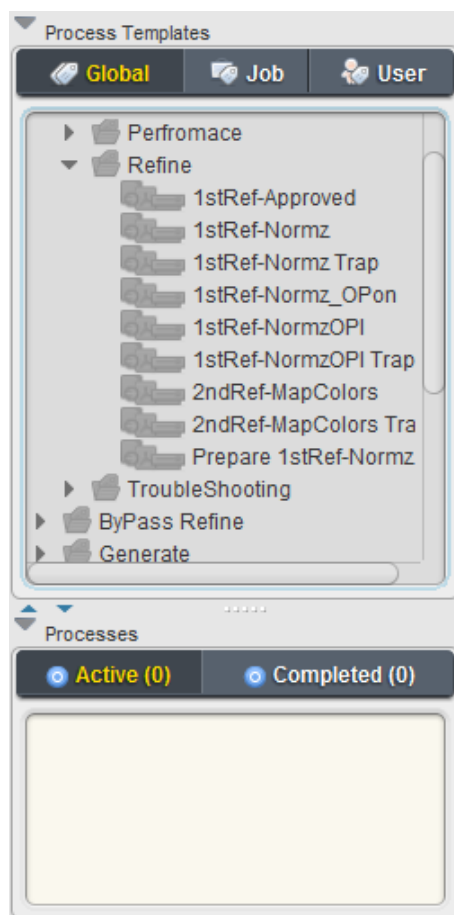 Process Templates
Global Job User
Perfromace
Refine
1stRef-Approved
1stRef-Normz
1stRef-Normz Trap
1stRef-Normz_OPon
1stRef-NormzOPI
1stRef-NormzOPI Trap
2ndRef-MapColors
2ndRef-MapColors Tra
Prepare 1stRef-Normz
TroubleShooting
ByPass Refine
Generate
Processes
Active (0) Completed (0)